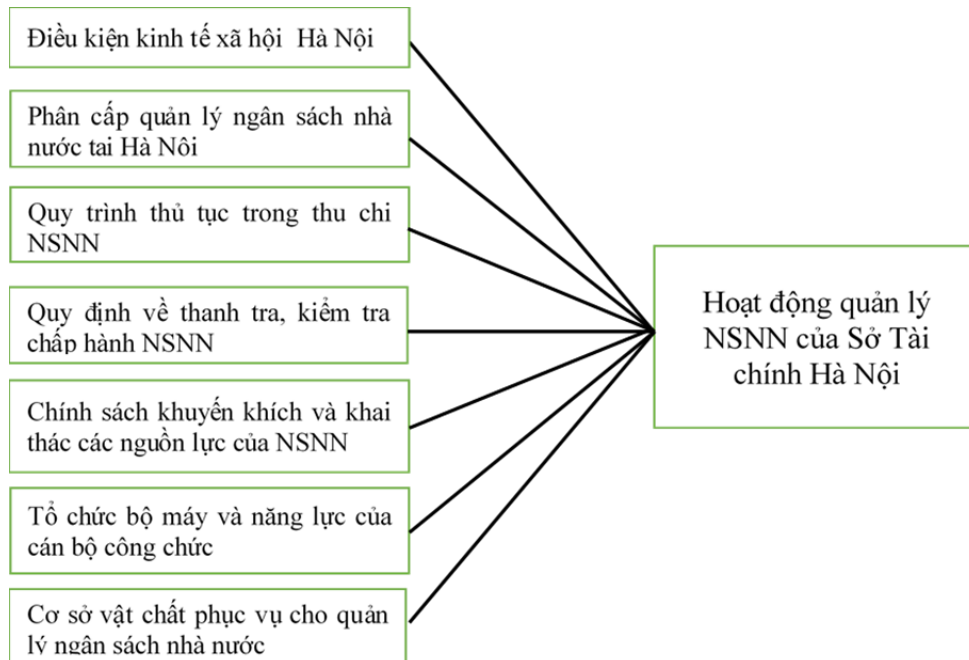 Điều kiện kinh tế xã hội Hà Nội
Phân cấp quản lý ngân sách nhà
nước tai Hà Nôi
Quy trình thủ tục trong thu chi
NSNN
Quy định về thanh tra, kiểm tra
chấp hành NSNN
Chính sách khuyến khích và khai
thác các nguồn lực của NSNN
Tổ chức bộ máy và năng lực của
cán bộ công chức
Cơ sở vật chất phục vụ cho quản
lý ngân sách nhà nước
Hoạt động quản lý
NSNN của Sở Tài
chính Hà Nội